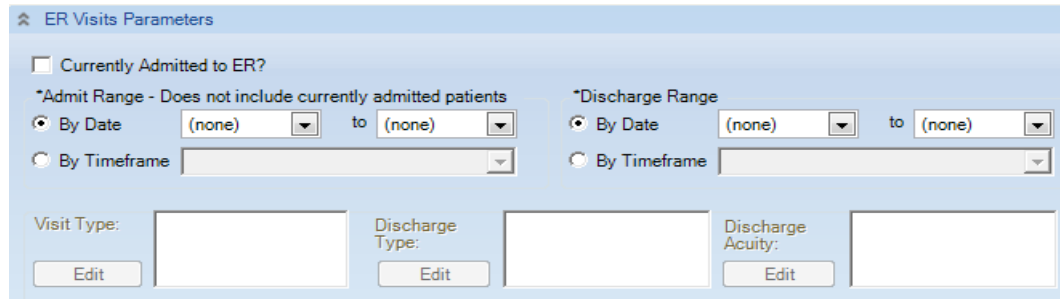 ER Visits Parameters
Currently Admitted to ER?
*Admit Range - Does not include currently admitted patients
*Discharge Range
By Date (none) to (none)
By Date (none) to (none)
By Timeframe
By Timeframe
Visit Type:
Edit
Discharge
Type:
Edit
Discharge
Acuity:
Edit